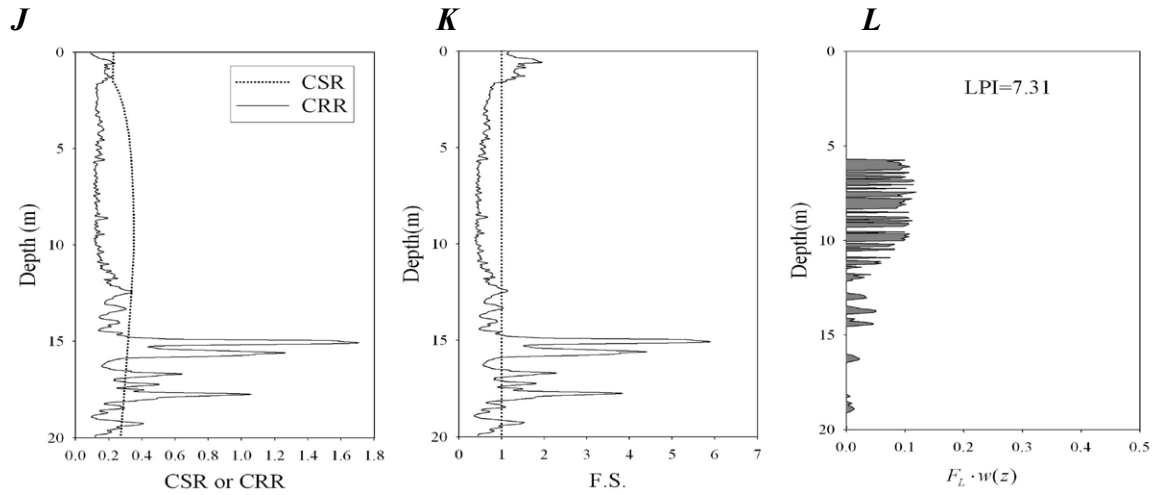 J
K
L
0
5
10
15
20
Depth (m)
CSR
CRR
0.0 0.2 0.4 0.6 0.8 1.0 1.2 1.4 1.6 1.8
CSR or CRR
0
5
10
15
20
Depth(m)
0 1 2 3 4 5 6 7
F.S.
0
5
10
15
20
Depth(m)
LPI=7.31
0.0 0.1 0.2 0.3 0.4 0.5
F_L · w(z)